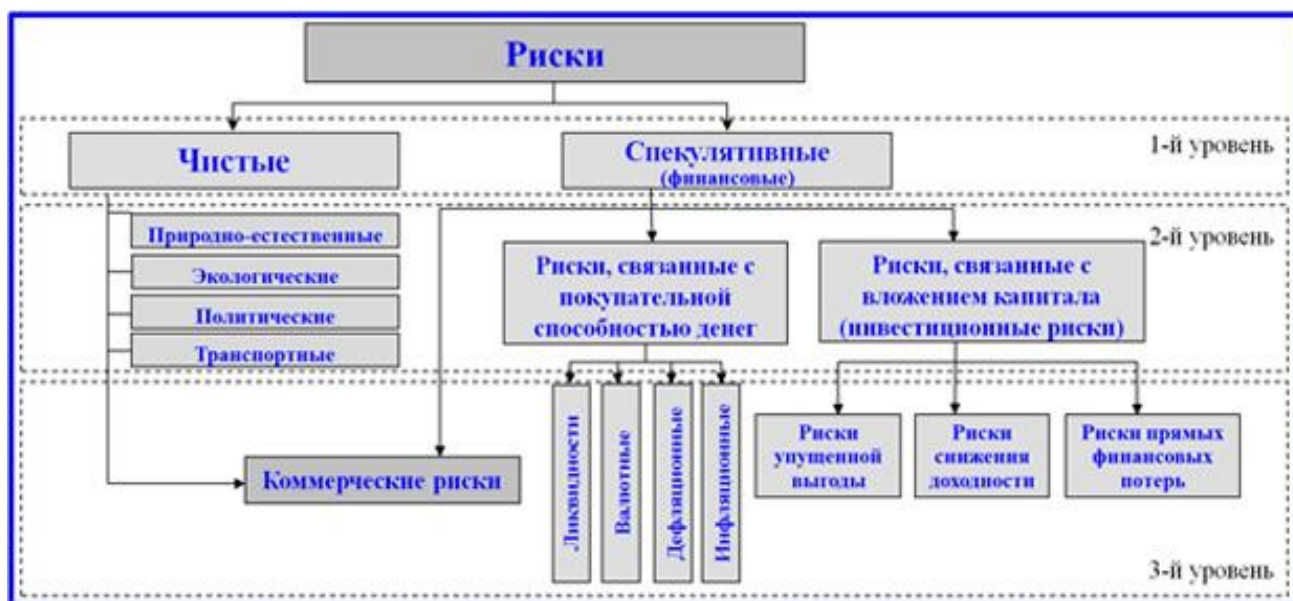 Риски
Чистые
Спекулятивные
(финансовые)
1-й уровень
Природно-естественные
Экологические
Политические
Транспортные
Риски, связанные с
покупательной
способностью денег
Риски, связанные с
вложением капитала
(инвестиционные риски)
2-й уровень
Коммерческие риски
Ликвидности
Валютные
Дефляционные
Инфляционные
Риски
упущенной
выгоды
Риски
снижения
доходности
Риски прямых
финансовых
потерь
3-й уровень